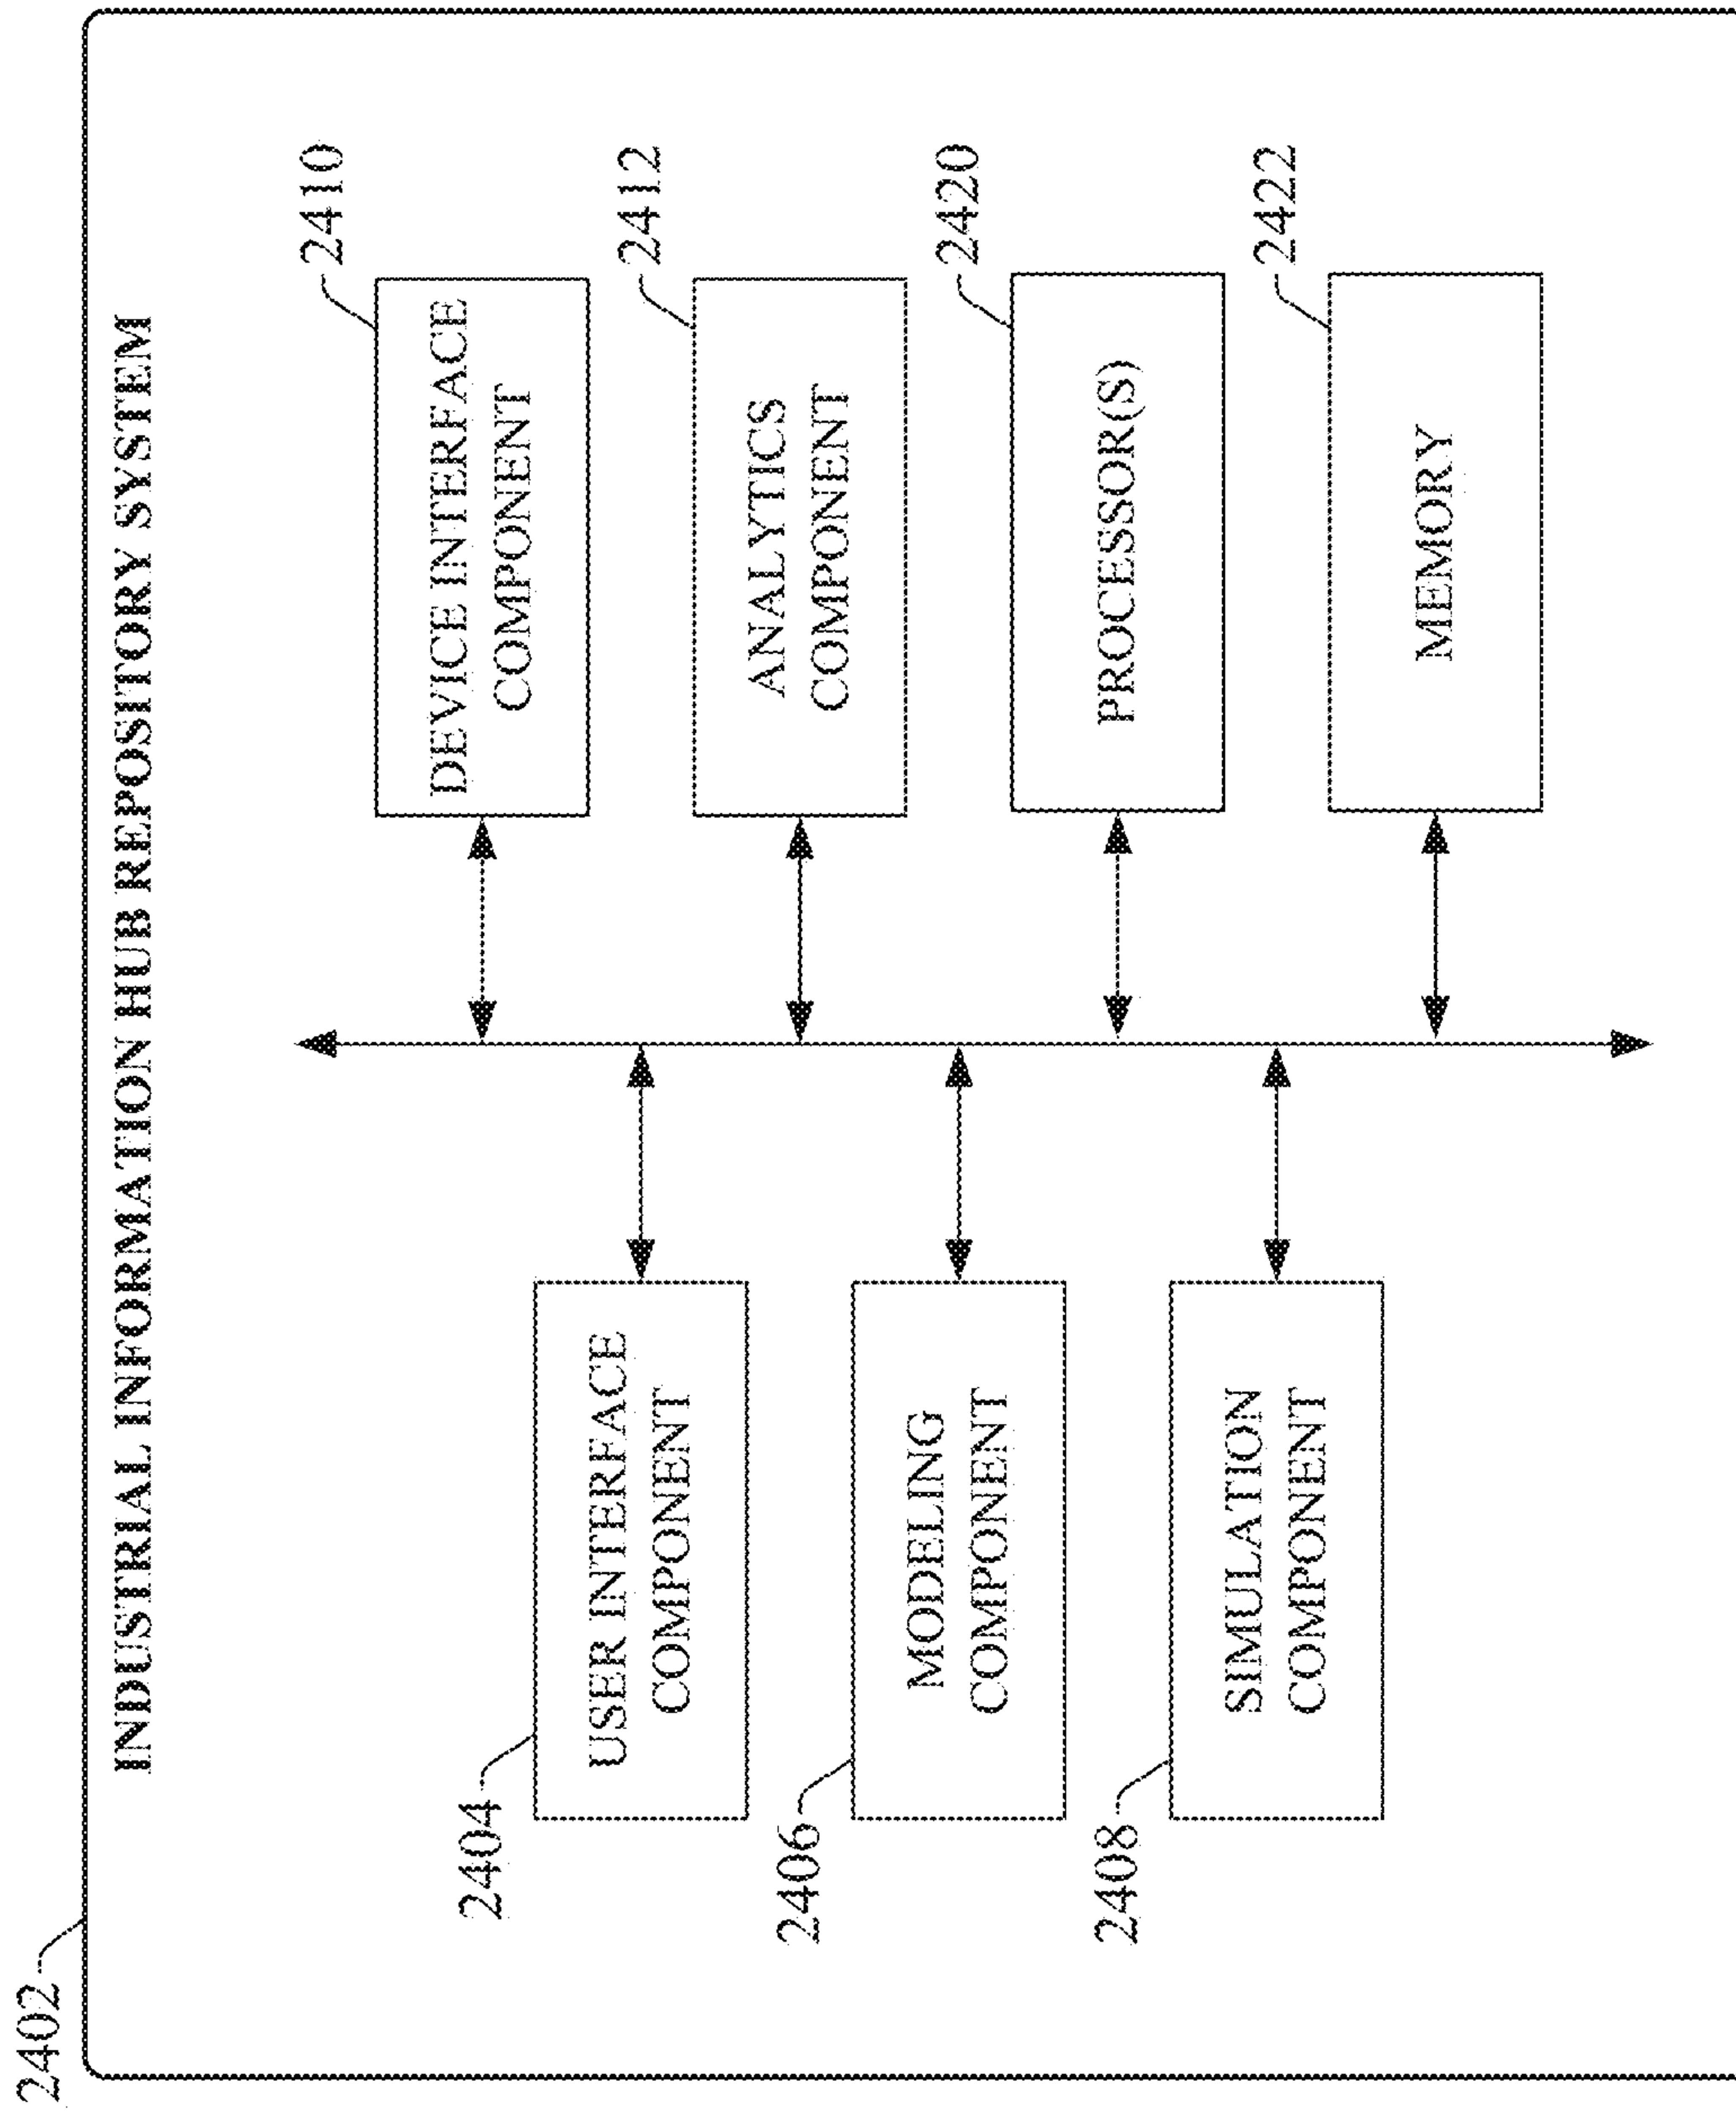 2402
INDUSTRIAL INFORMATION HUB REPOSITORY SYSTEM
2410
DEVICE INTERFACE
COMPONENT
2404
USER INTERFACE
COMPONENT
2412
ANALYTICS
COMPONENT
2406
MODELING
COMPONENT
2420
PROCESSOR(S)
2408
SIMULATION
COMPONENT
2422
MEMORY